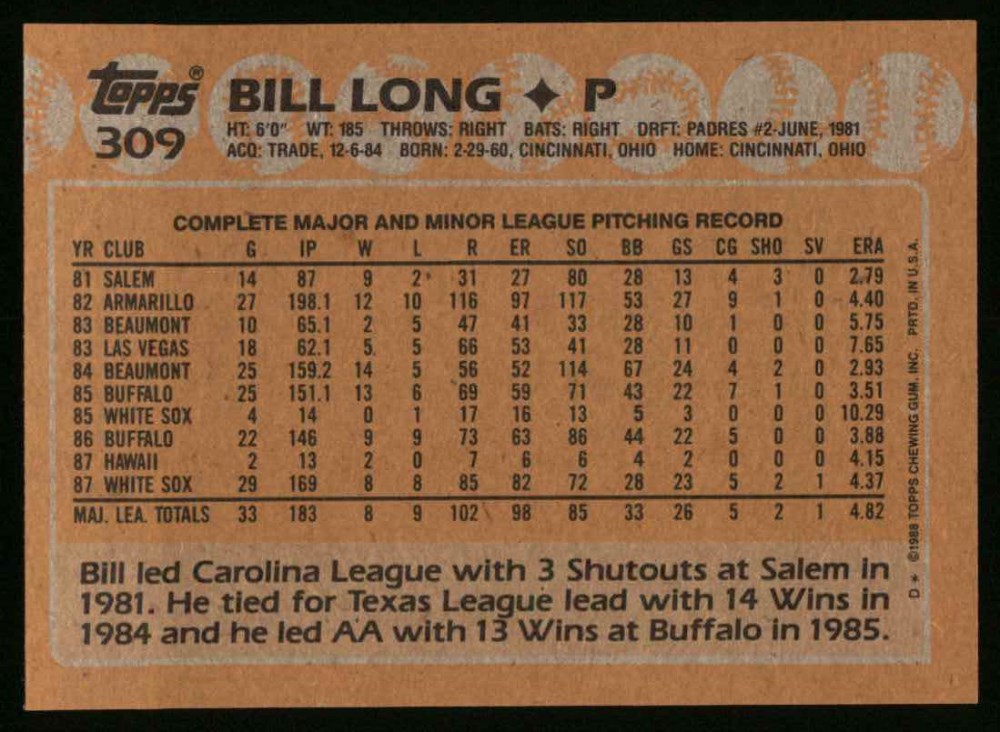 topps® BILL LONG ✦ P
309
HT: 6'0" WT: 185 THROWS: RIGHT BATS: RIGHT DRFT: PADRES #2-JUNE, 1981
ACQ: TRADE, 12-6-84 BORN: 2-29-60, CINCINNATI, OHIO HOME: CINCINNATI, OHIO
COMPLETE MAJOR AND MINOR LEAGUE PITCHING RECORD
YR CLUB G IP W L R ER SO BB GS CG SHO SV ERA
81 SALEM 14 87 9 2 31 27 80 28 13 4 3 0 2.79
82 ARMARILLO 27 198.1 12 10 116 97 117 53 27 9 1 0 4.40
83 BEAUMONT 10 65.1 2 5 47 41 33 28 10 1 0 0 5.75
83 LAS VEGAS 18 62.1 5 5 66 53 41 28 11 0 0 0 7.65
84 BEAUMONT 25 159.2 14 5 56 52 114 67 24 4 2 0 2.93
85 BUFFALO 25 151.1 13 6 69 59 71 43 22 7 1 0 3.51
85 WHITE SOX 4 14 0 1 17 16 13 5 3 0 0 0 10.29
86 BUFFALO 22 146 9 9 73 63 86 44 22 5 0 0 3.88
87 HAWAII 2 13 2 0 7 6 6 4 2 0 0 0 4.15
87 WHITE SOX 29 169 8 8 85 82 72 28 23 5 2 1 4.37
MAJ. LEA. TOTALS 33 183 8 9 102 98 85 33 26 5 2 1 4.82
Bill led Carolina League with 3 Shutouts at Salem in
1981. He tied for Texas League lead with 14 Wins in
1984 and he led AA with 13 Wins at Buffalo in 1985.
D* ©1988 TOPPS CHEWING GUM, INC. PRTD. IN U.S.A.